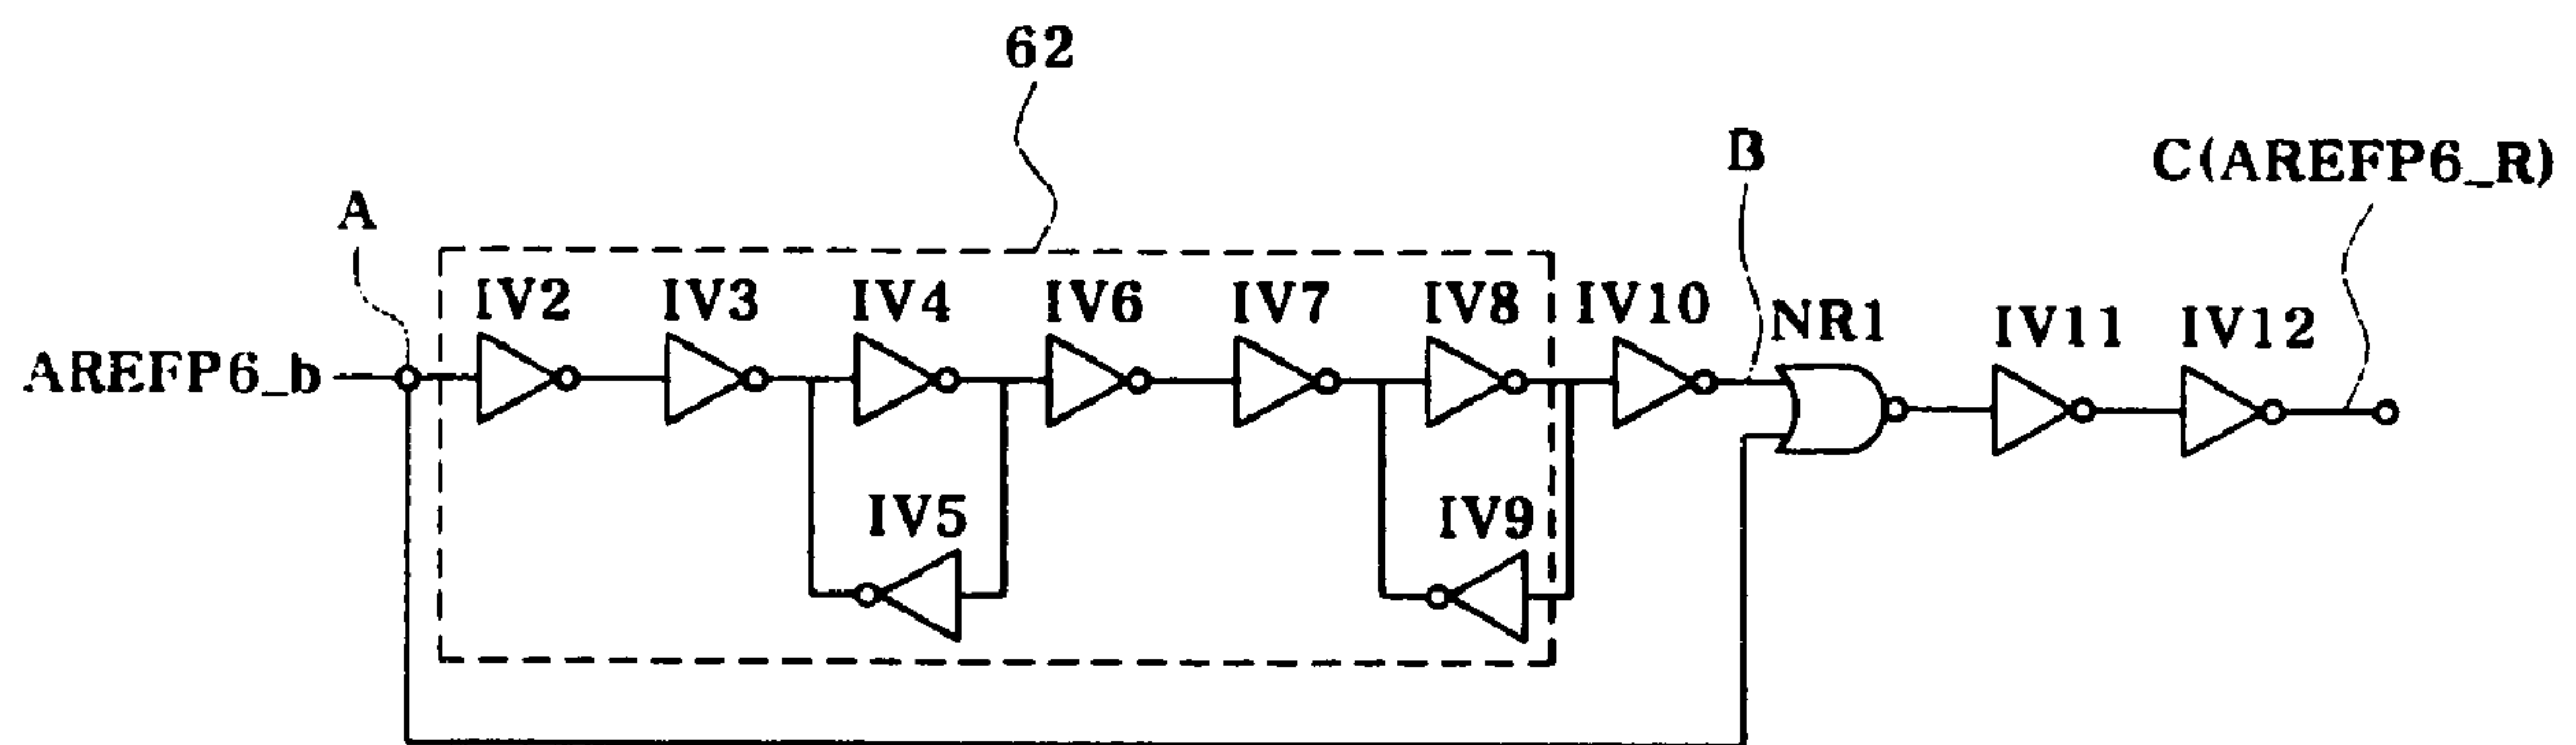 62
B
C(AREFP6_R)
A
IV2
IV3
IV4
IV6
IV7
IV8
IV10
NR1
IV11
IV12
AREFP6_b
IV5
IV9